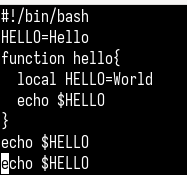 #!/bin/bash
HELLO=Hello
function hello{
  local HELLO=World
  echo $HELLO
}
echo $HELLO
echo $HELLO